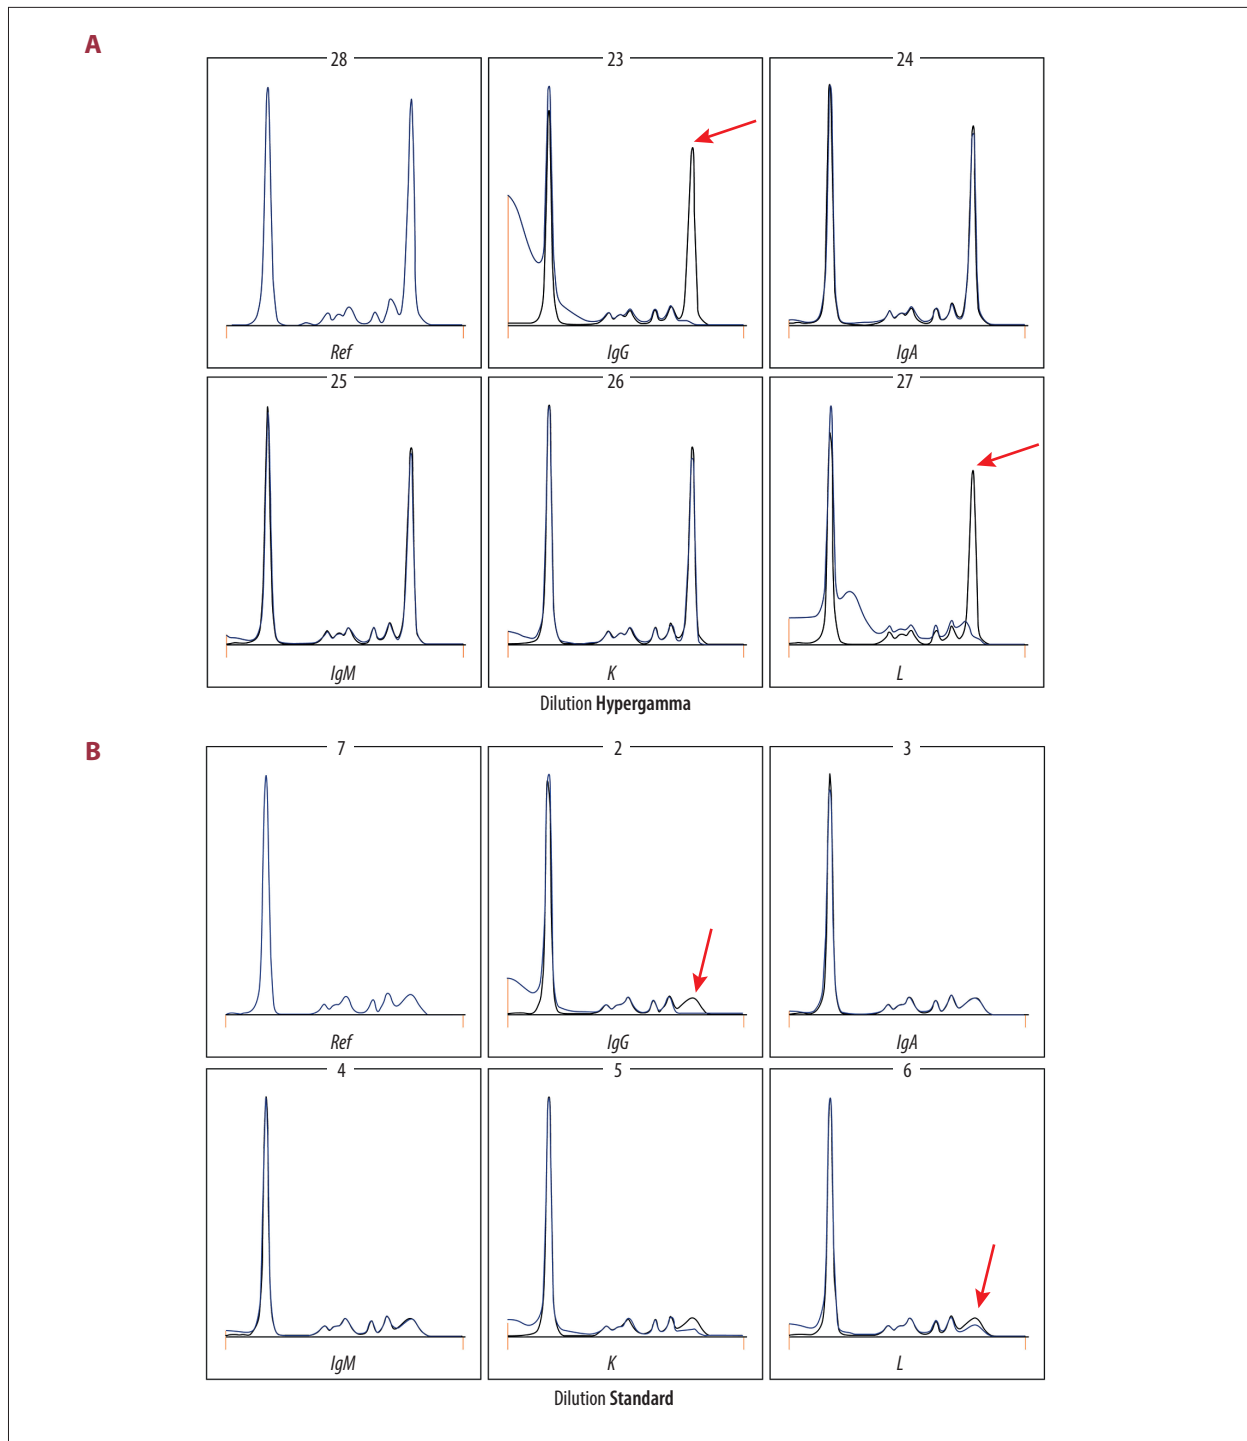 A
28
23
24
Ref
IgG
IgA
25
26
27
IgM
K
L
Dilution Hypergamma
B
7
2
3
Ref
IgG
IgA
4
5
6
IgM
K
L
Dilution Standard